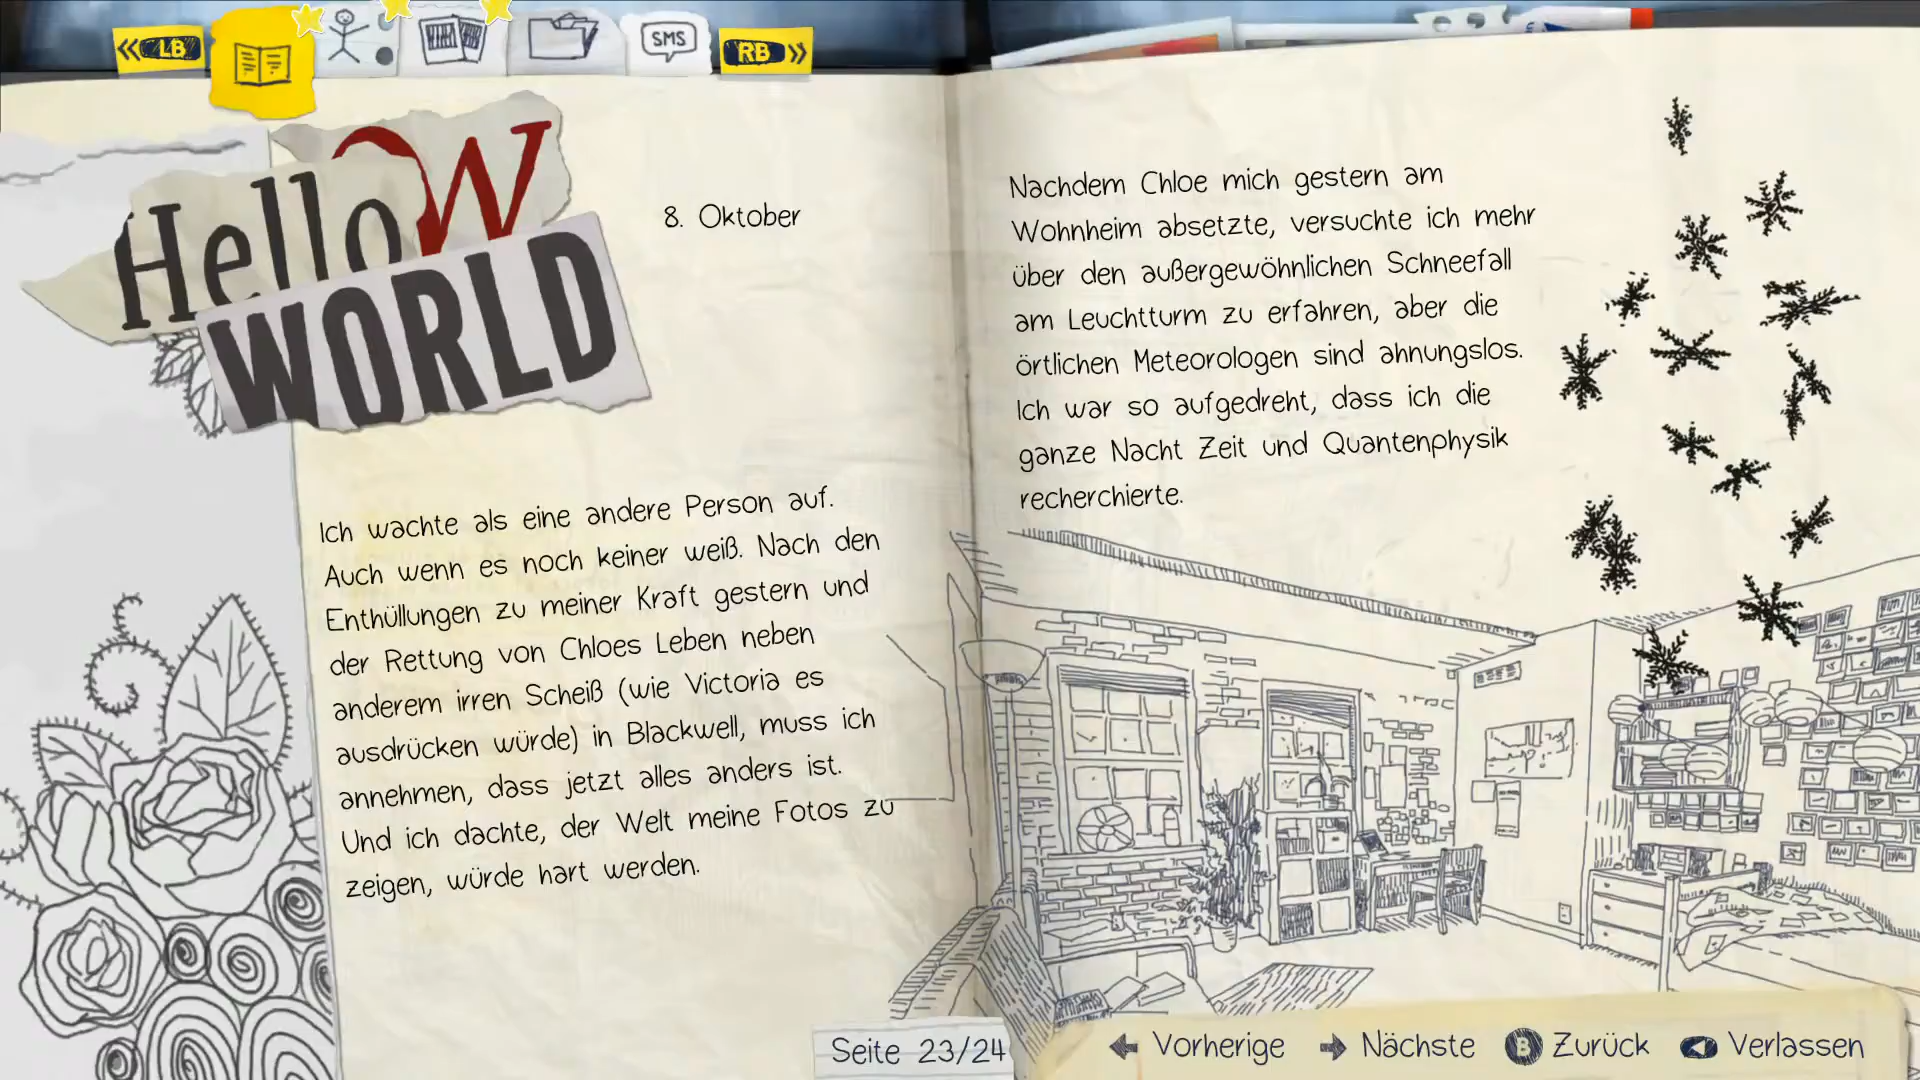 LB
SMS
RB
HelloW
WORLD
8. Oktober
Ich wachte als eine andere Person auf.
Auch wenn es noch keiner weiß. Nach den
Enthüllungen zu meiner Kraft gestern und
der Rettung von Chloes Leben neben
anderem irren Scheiß (wie Victoria es
ausdrücken würde) in Blackwell, muss ich
annehmen, dass jetzt alles anders ist.
Und ich dachte, der Welt meine Fotos zu
zeigen, würde hart werden.
Nachdem Chloe mich gestern am
Wohnheim absetzte, versuchte ich mehr
über den außergewöhnlichen Schneefall
am Leuchtturm zu erfahren, aber die
örtlichen Meteorologen sind ahnungslos.
Ich war so aufgedreht, dass ich die
ganze Nacht Zeit und Quantenphysik
recherchierte.
Seite 23/24
Vorherige
Nächste
B Zurück
Verlassen